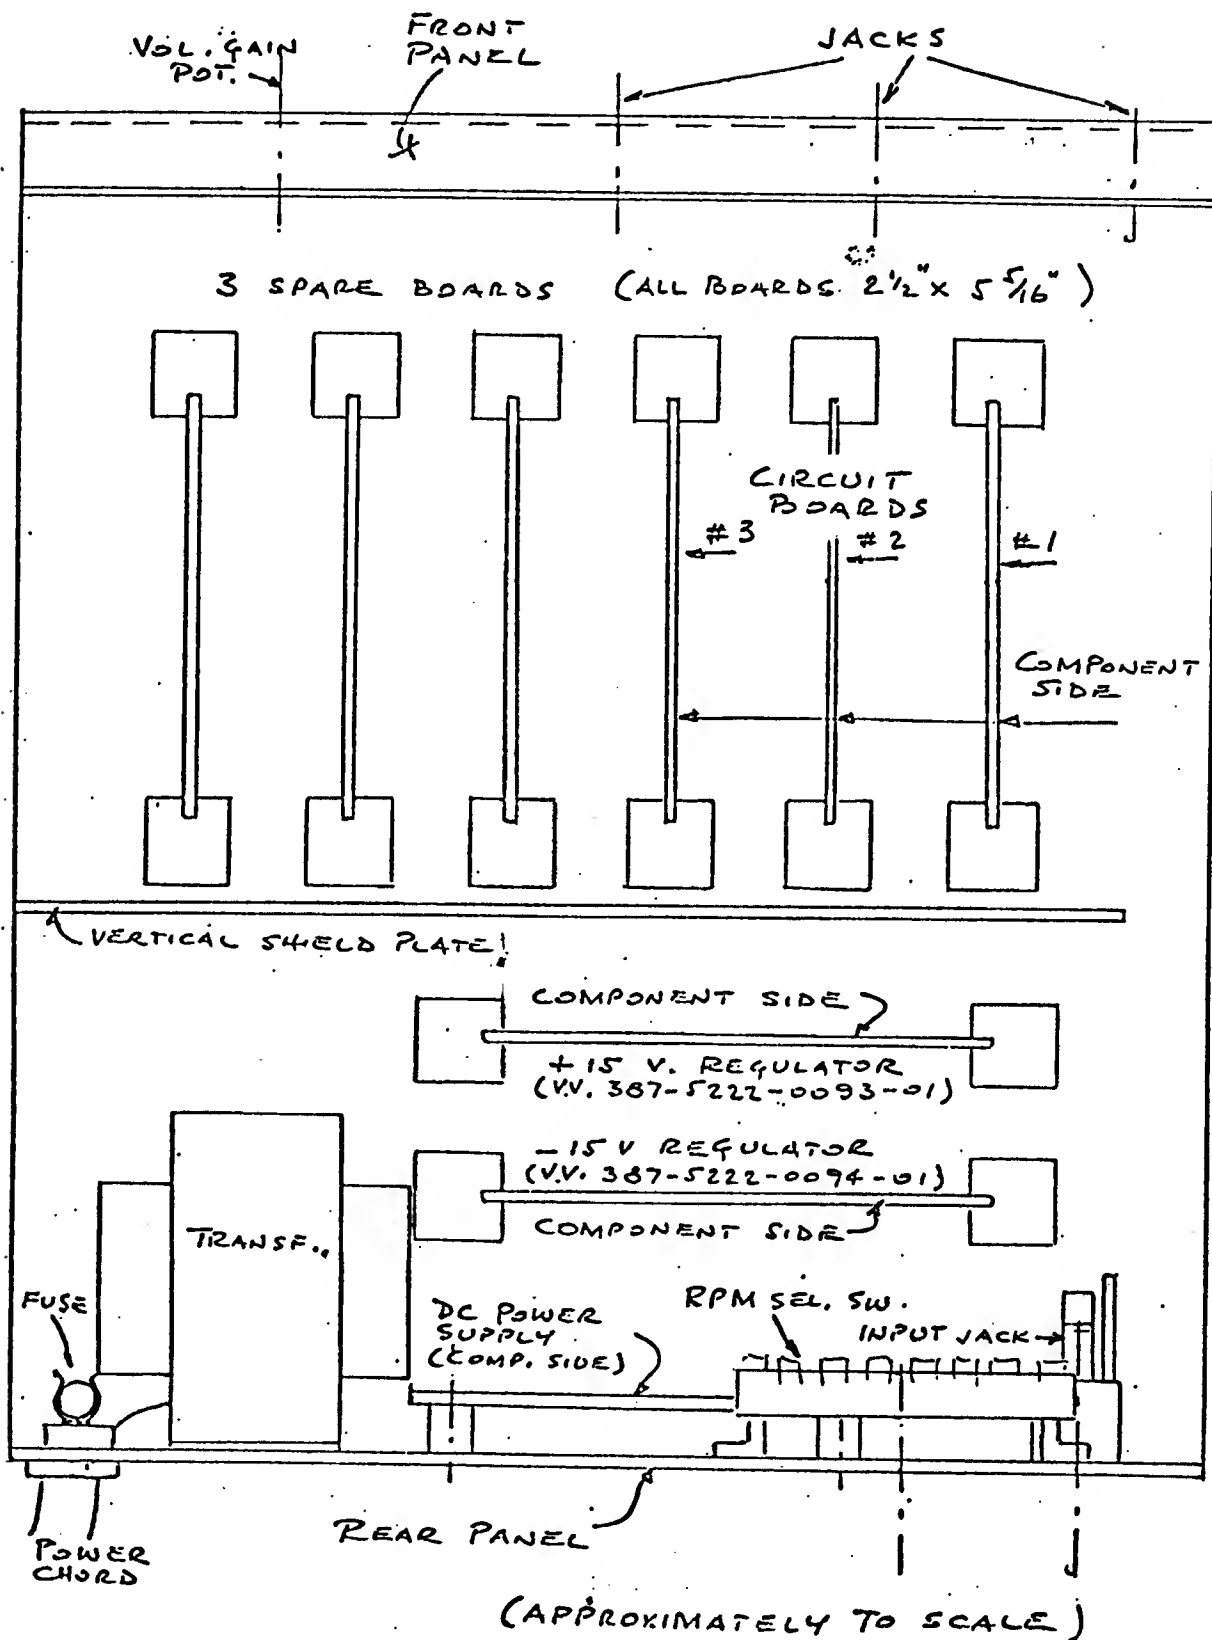 VOL. GAIN
POT.
FRONT
PANEL
JACKS
3 SPARE BOARDS (ALL BOARDS 2 1/2" x 5 5/16")
CIRCUIT
BOARDS
#3
#2
#1
COMPONENT
SIDE
VERTICAL SHIELD PLATE
COMPONENT SIDE
+15 V. REGULATOR
(V.V. 387-5222-0093-01)
-15 V REGULATOR
(V.V. 387-5222-0094-01)
COMPONENT SIDE
TRANSF.
FUSE
DC POWER
SUPPLY
(COMP. SIDE)
RPM SEL. SW.
INPUT JACK
REAR PANEL
POWER
CHORD
(APPROXIMATELY TO SCALE)